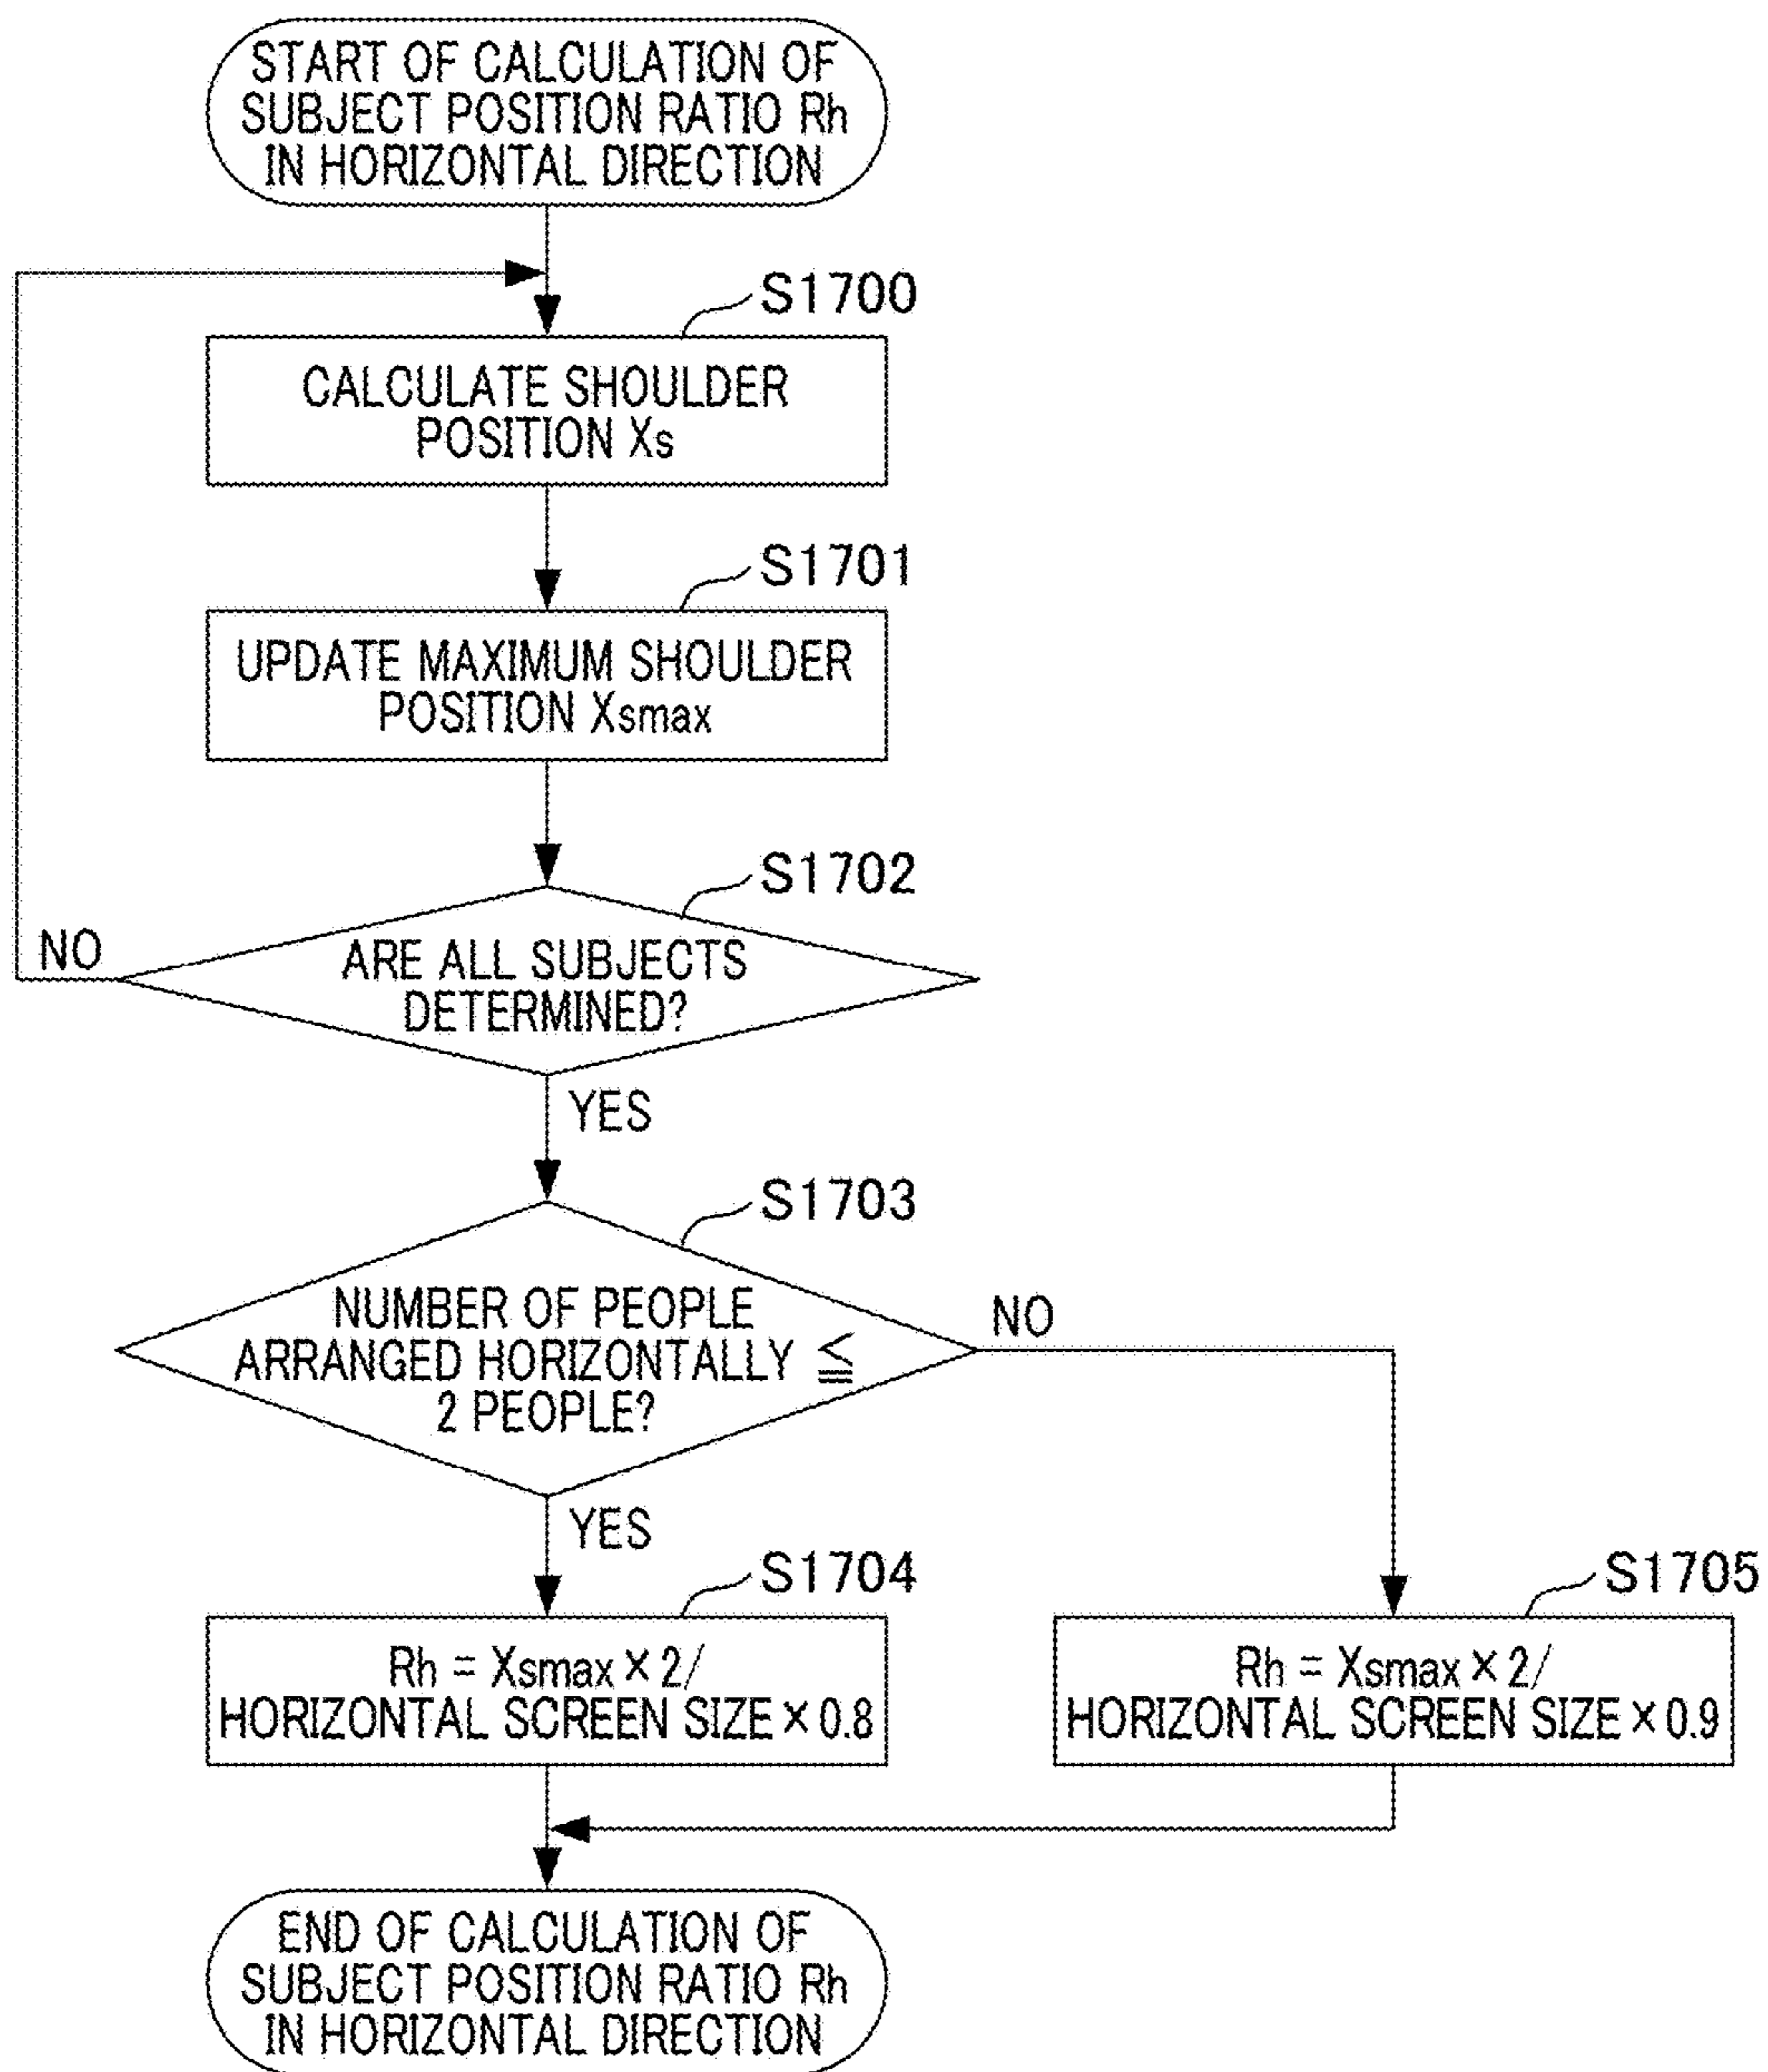 START OF CALCULATION OF
SUBJECT POSITION RATIO Rh
IN HORIZONTAL DIRECTION
S1700
CALCULATE SHOULDER
POSITION Xs
S1701
UPDATE MAXIMUM SHOULDER
POSITION Xsmax
S1702
NO
ARE ALL SUBJECTS
DETERMINED?
YES
S1703
NUMBER OF PEOPLE
ARRANGED HORIZONTALLY ≦
2 PEOPLE?
NO
YES
S1704
Rh = Xsmax × 2/
HORIZONTAL SCREEN SIZE × 0.8
S1705
Rh = Xsmax × 2/
HORIZONTAL SCREEN SIZE × 0.9
END OF CALCULATION OF
SUBJECT POSITION RATIO Rh
IN HORIZONTAL DIRECTION